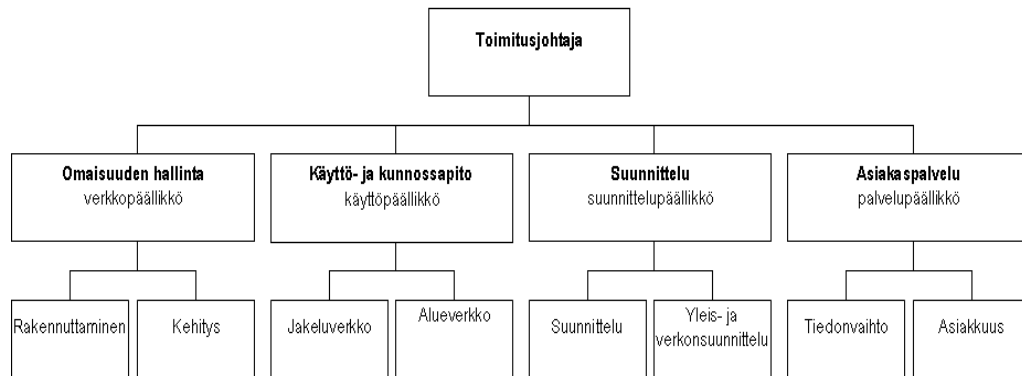 Toimitusjohtaja
Omaisuuden hallinta
verkkopäällikkö
Käyttö- ja kunnossapito
käyttöpäällikkö
Suunnittelu
suunnittelupäällikkö
Asiakaspalvelu
palvelupäällikkö
Rakennuttaminen
Kehitys
Jakeluverkko
Alueverkko
Suunnittelu
Yleis- ja
verkonsuunnittelu
Tiedonvaihto
Asiakkuus